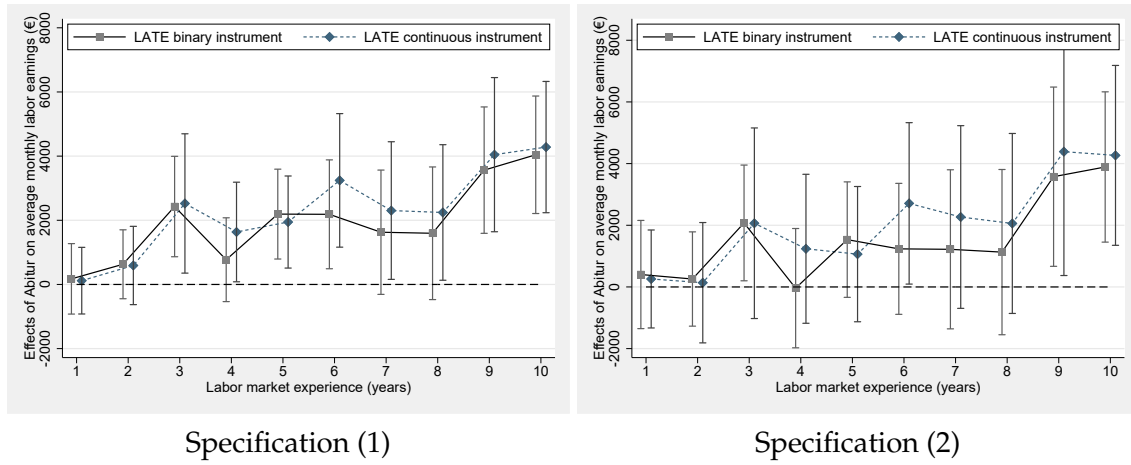 LATE binary instrument LATE continuous instrument
Effects of Abitur on average monthly labor earnings (€)
8000
6000
4000
2000
0
-2000
1 2 3 4 5 6 7 8 9 10
Labor market experience (years)
Specification (1)
LATE binary instrument LATE continuous instrument
Effects of Abitur on average monthly labor earnings (€)
8000
6000
4000
2000
0
-2000
1 2 3 4 5 6 7 8 9 10
Labor market experience (years)
Specification (2)